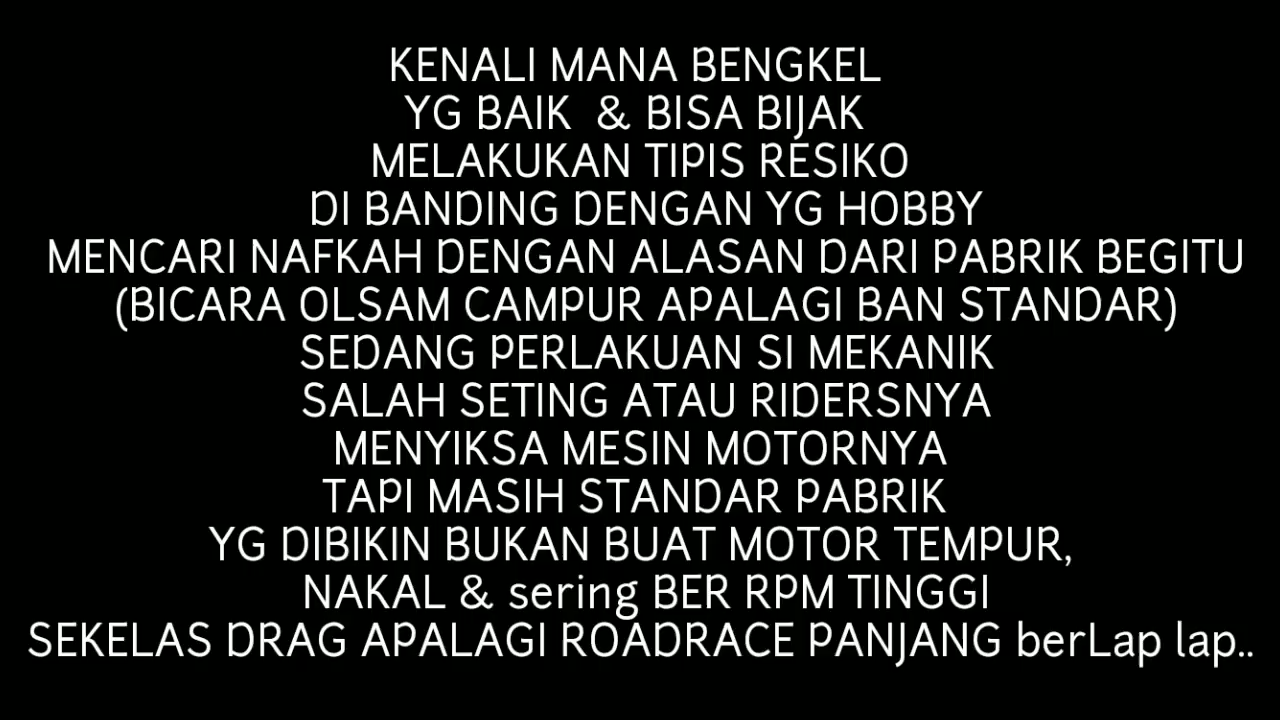 KENALI MANA BENGKEL
YG BAIK & BISA BIJAK
MELAKUKAN TIPIS RESIKO
DI BANDING DENGAN YG HOBBY
MENCARI NAFKAH DENGAN ALASAN DARI PABRIK BEGITU
(BICARA OLSAM CAMPUR APALAGI BAN STANDAR)
SEDANG PERLAKUAN SI MEKANIK
SALAH SETING ATAU RIDERSNYA
MENYIKSA MESIN MOTORNYA
TAPI MASIH STANDAR PABRIK
YG DIBIKIN BUKAN BUAT MOTOR TEMPUR,
NAKAL & sering BER RPM TINGGI
SEKELAS DRAG APALAGI ROADRACE PANJANG berLap lap..